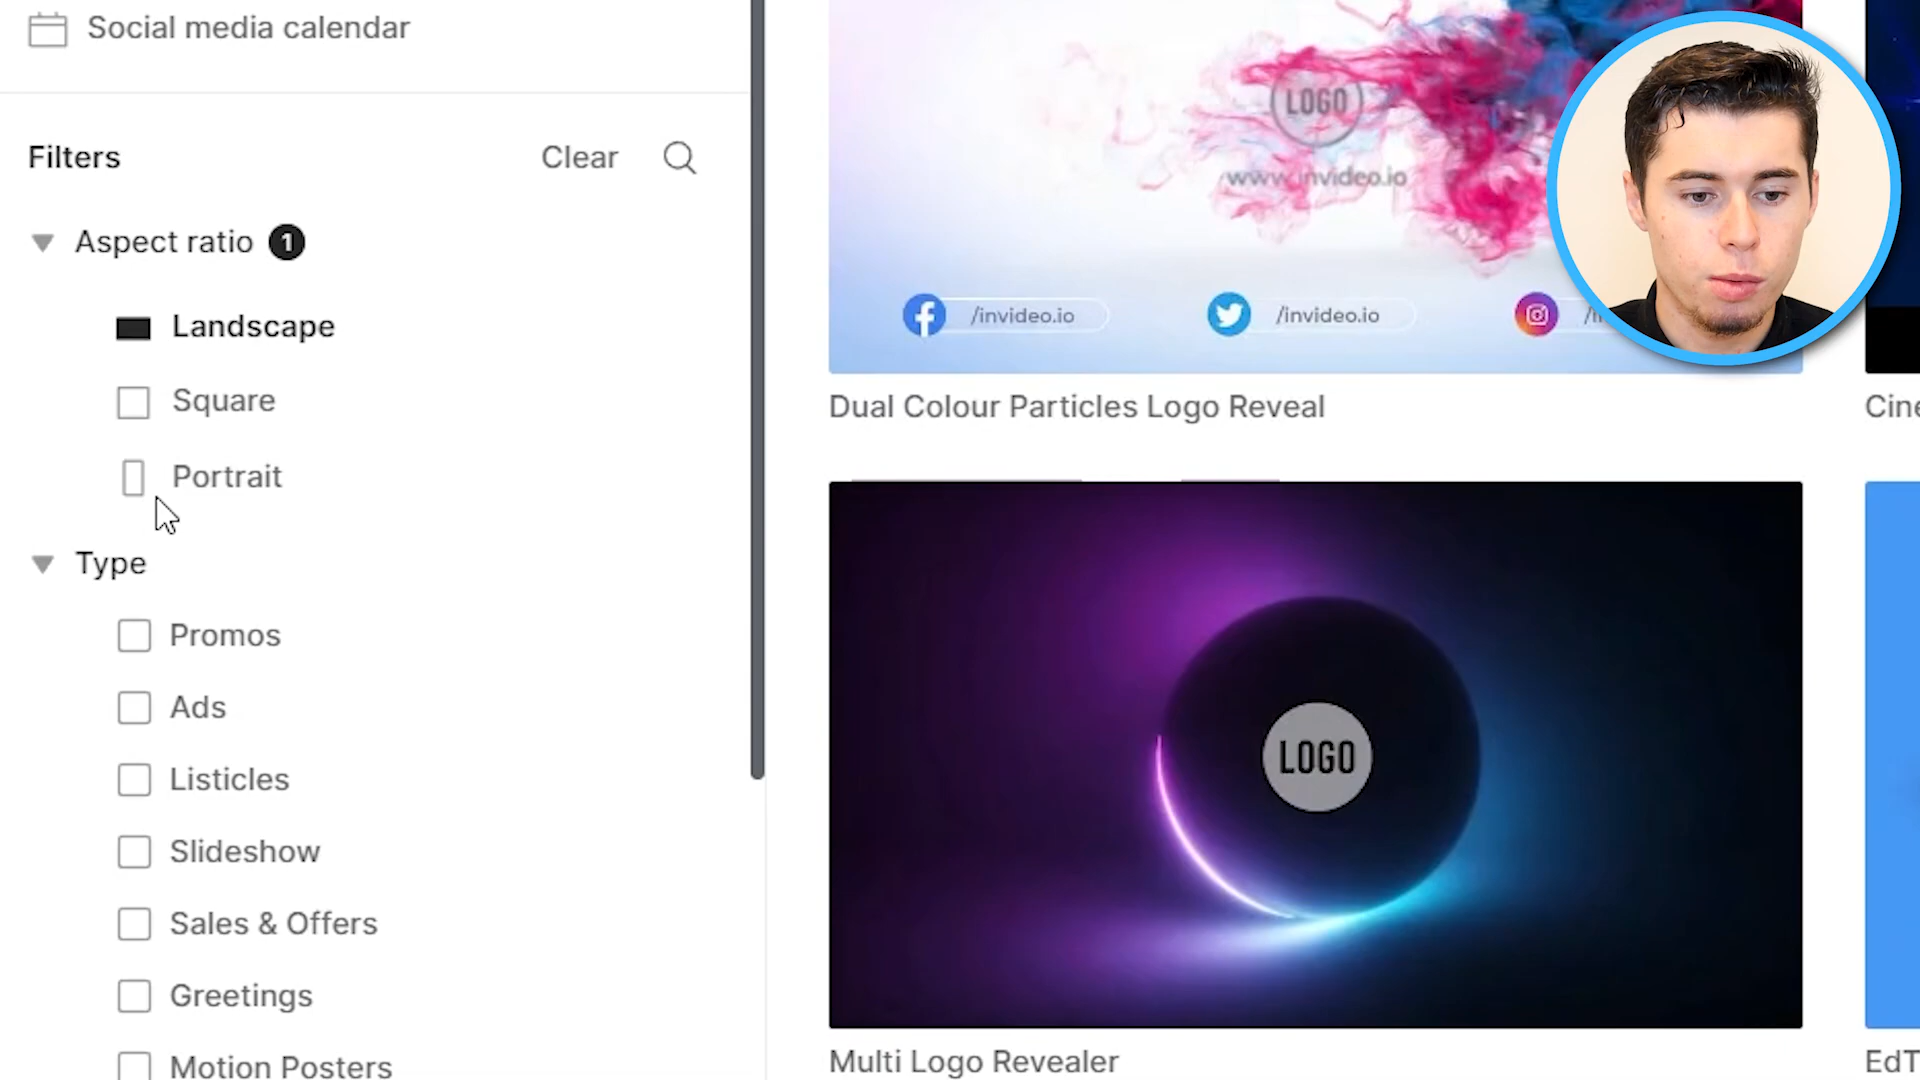 Social media calendar
Filters
Clear
Aspect ratio 1
Landscape
Square
Portrait
Type
Promos
Ads
Listicles
Slideshow
Sales & Offers
Greetings
Motion Posters
LOGO
www.invideo.io
/invideo.io
/invideo.io
Dual Colour Particles Logo Reveal
LOGO
Multi Logo Revealer